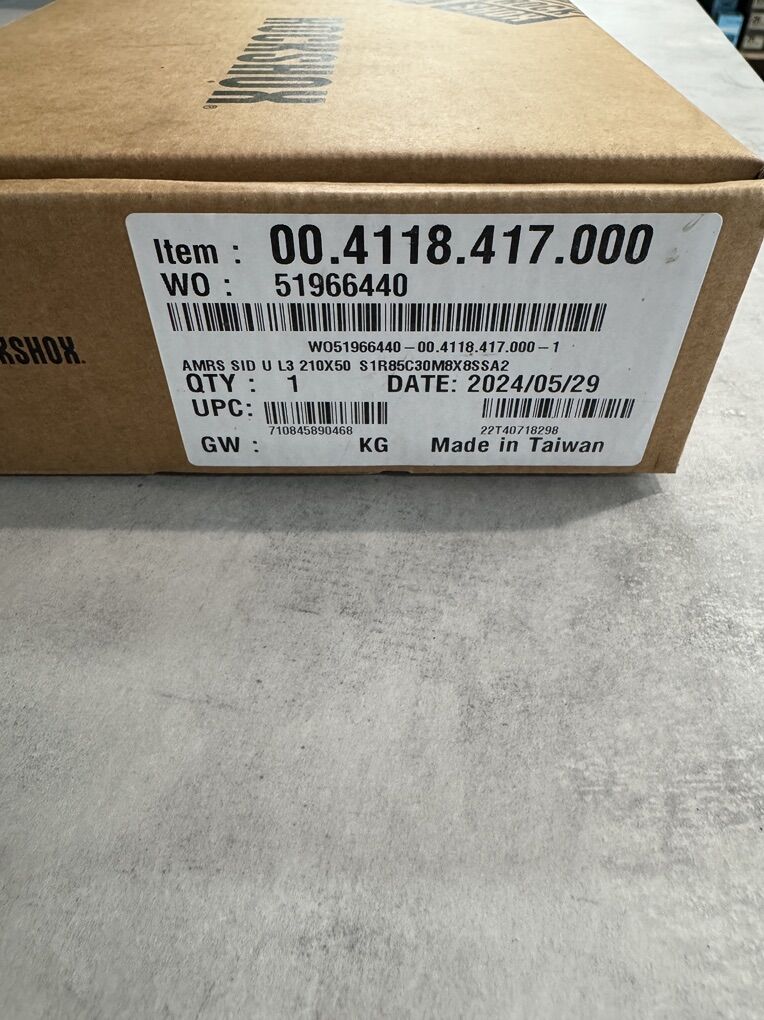 ROCKSHOX®
KSHOX.
Item : 00.4118.417.000
WO : 51966440
WO51966440-00.4118.417.000-1
AMRS SID U L3 210X50 S1R85C30M8X8SSA2
QTY : 1 DATE: 2024/05/29
UPC:
710845890468 22T40718298
GW : KG Made in Taiwan